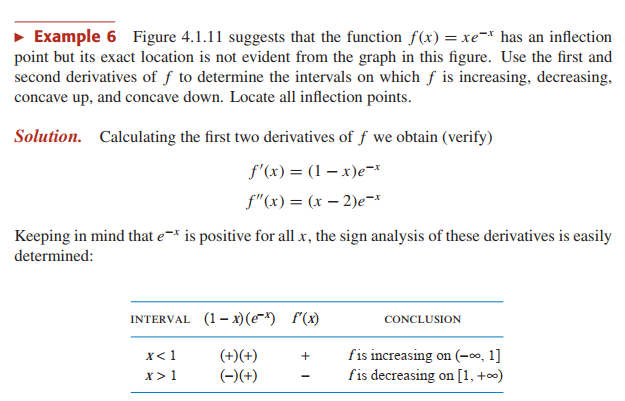 ► Example 6 Figure 4.1.11 suggests that the function f(x) = xe⁻ˣ has an inflection
point but its exact location is not evident from the graph in this figure. Use the first and
second derivatives of f to determine the intervals on which f is increasing, decreasing,
concave up, and concave down. Locate all inflection points.
Solution. Calculating the first two derivatives of f we obtain (verify)
f′(x) = (1 − x)e⁻ˣ
f″(x) = (x − 2)e⁻ˣ
Keeping in mind that e⁻ˣ is positive for all x, the sign analysis of these derivatives is easily
determined:
INTERVAL (1 − x)(e⁻ˣ) f′(x) CONCLUSION
x < 1 (+)(+) + f is increasing on (−∞, 1]
x > 1 (−)(+) − f is decreasing on [1, +∞)